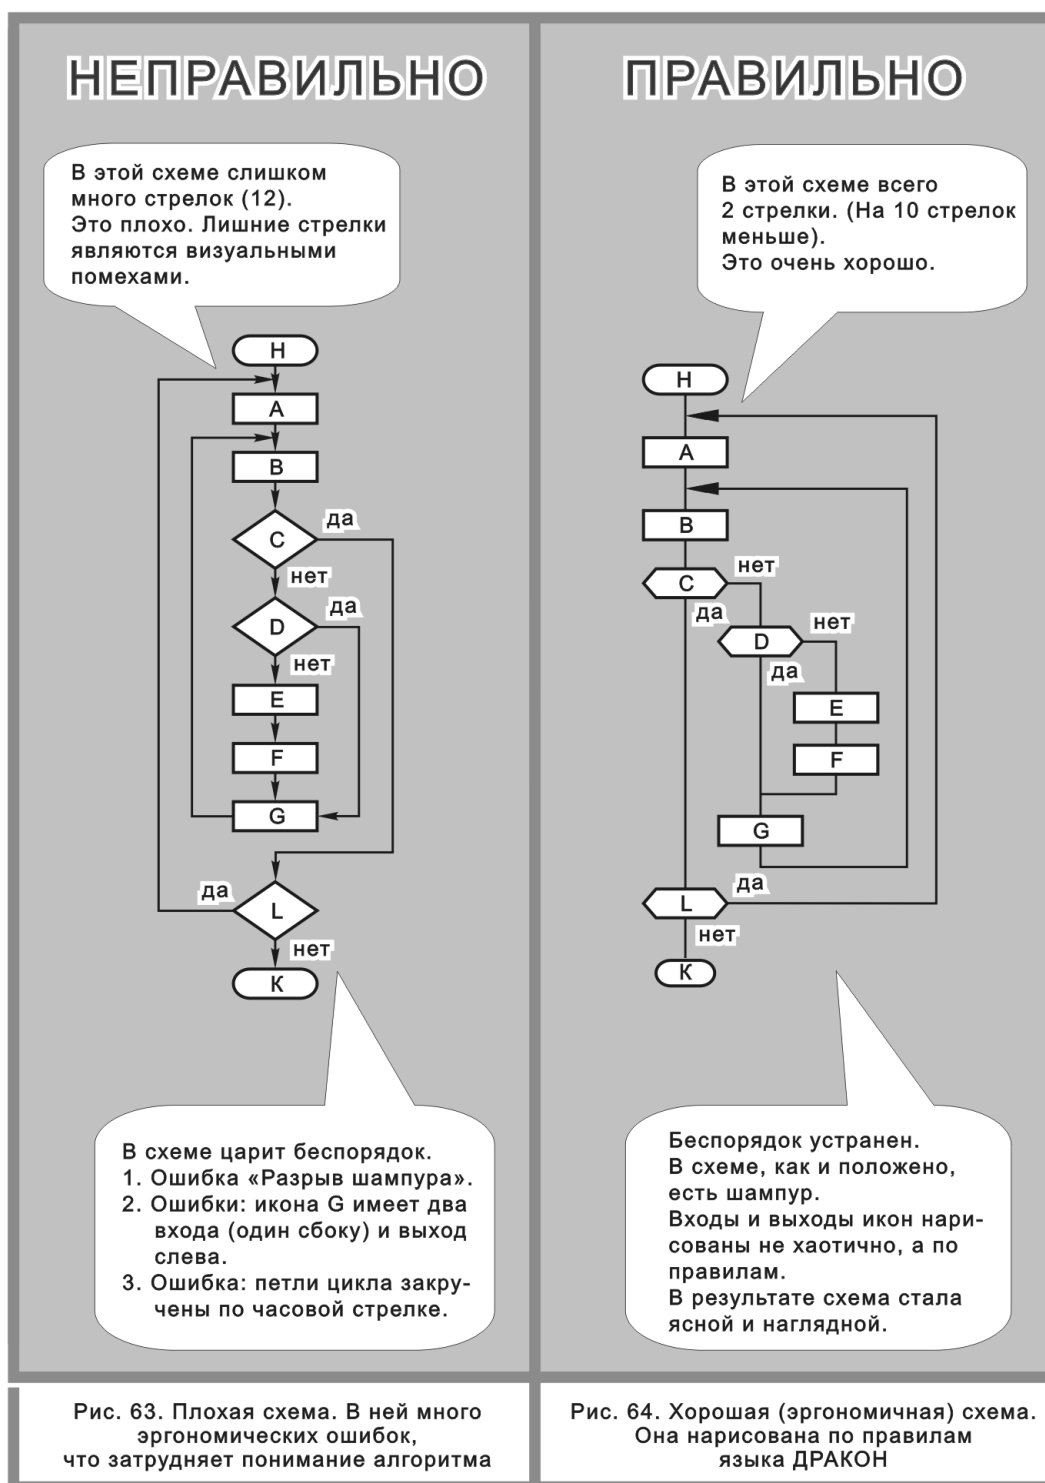 НЕПРАВИЛЬНО
В этой схеме слишком
много стрелок (12).
Это плохо. Лишние стрелки
являются визуальными
помехами.
Н
A
B
C
да
нет
D
да
нет
E
F
G
да
L
нет
К
В схеме царит беспорядок.
1. Ошибка «Разрыв шампура».
2. Ошибки: икона G имеет два
входа (один сбоку) и выход
слева.
3. Ошибка: петли цикла закру-
чены по часовой стрелке.
Рис. 63. Плохая схема. В ней много
эргономических ошибок,
что затрудняет понимание алгоритма
ПРАВИЛЬНО
В этой схеме всего
2 стрелки. (На 10 стрелок
меньше).
Это очень хорошо.
Н
A
B
C
нет
да
D
нет
да
E
F
G
L
да
нет
К
Беспорядок устранен.
В схеме, как и положено,
есть шампур.
Входы и выходы икон нари-
сованы не хаотично, а по
правилам.
В результате схема стала
ясной и наглядной.
Рис. 64. Хорошая (эргономичная) схема.
Она нарисована по правилам
языка ДРАКОН